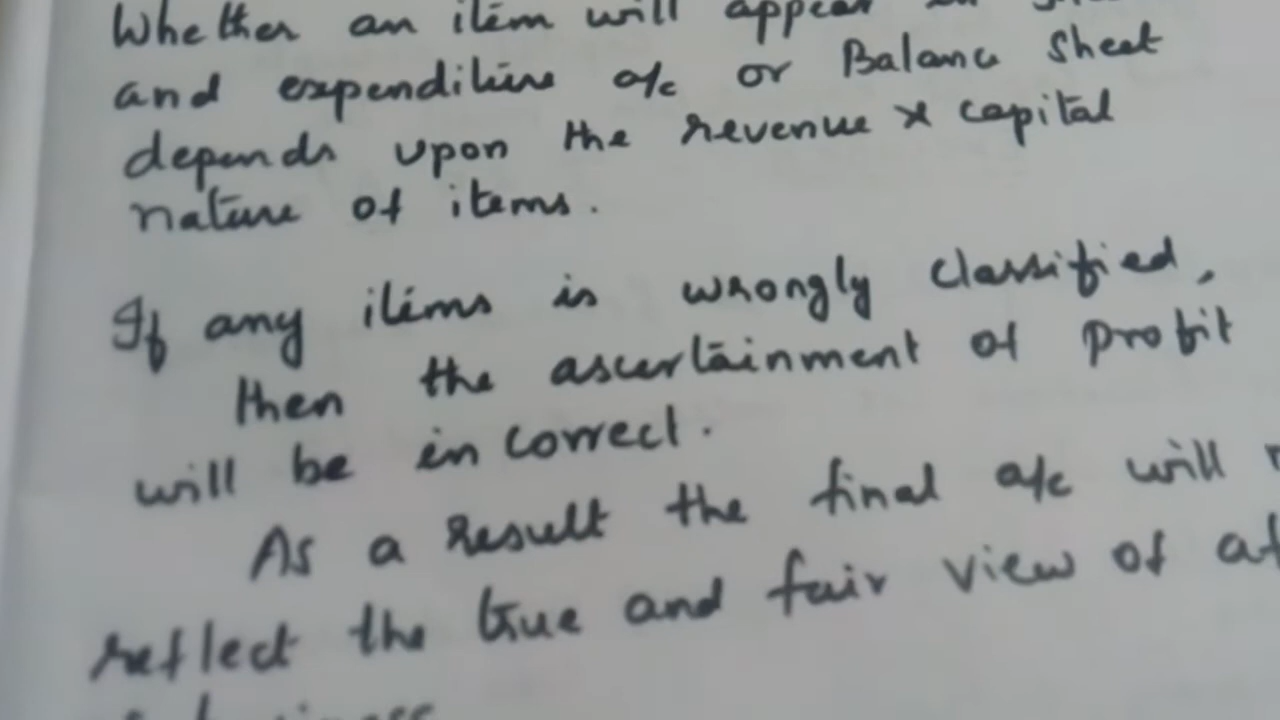 Whether an item will appear
and expenditure a/c or Balance Sheet
depends upon the revenue & capital
nature of items.
If any items is wrongly classified,
then the ascertainment of profit
will be in correct.
As a result the final a/c will
reflect the true and fair view of